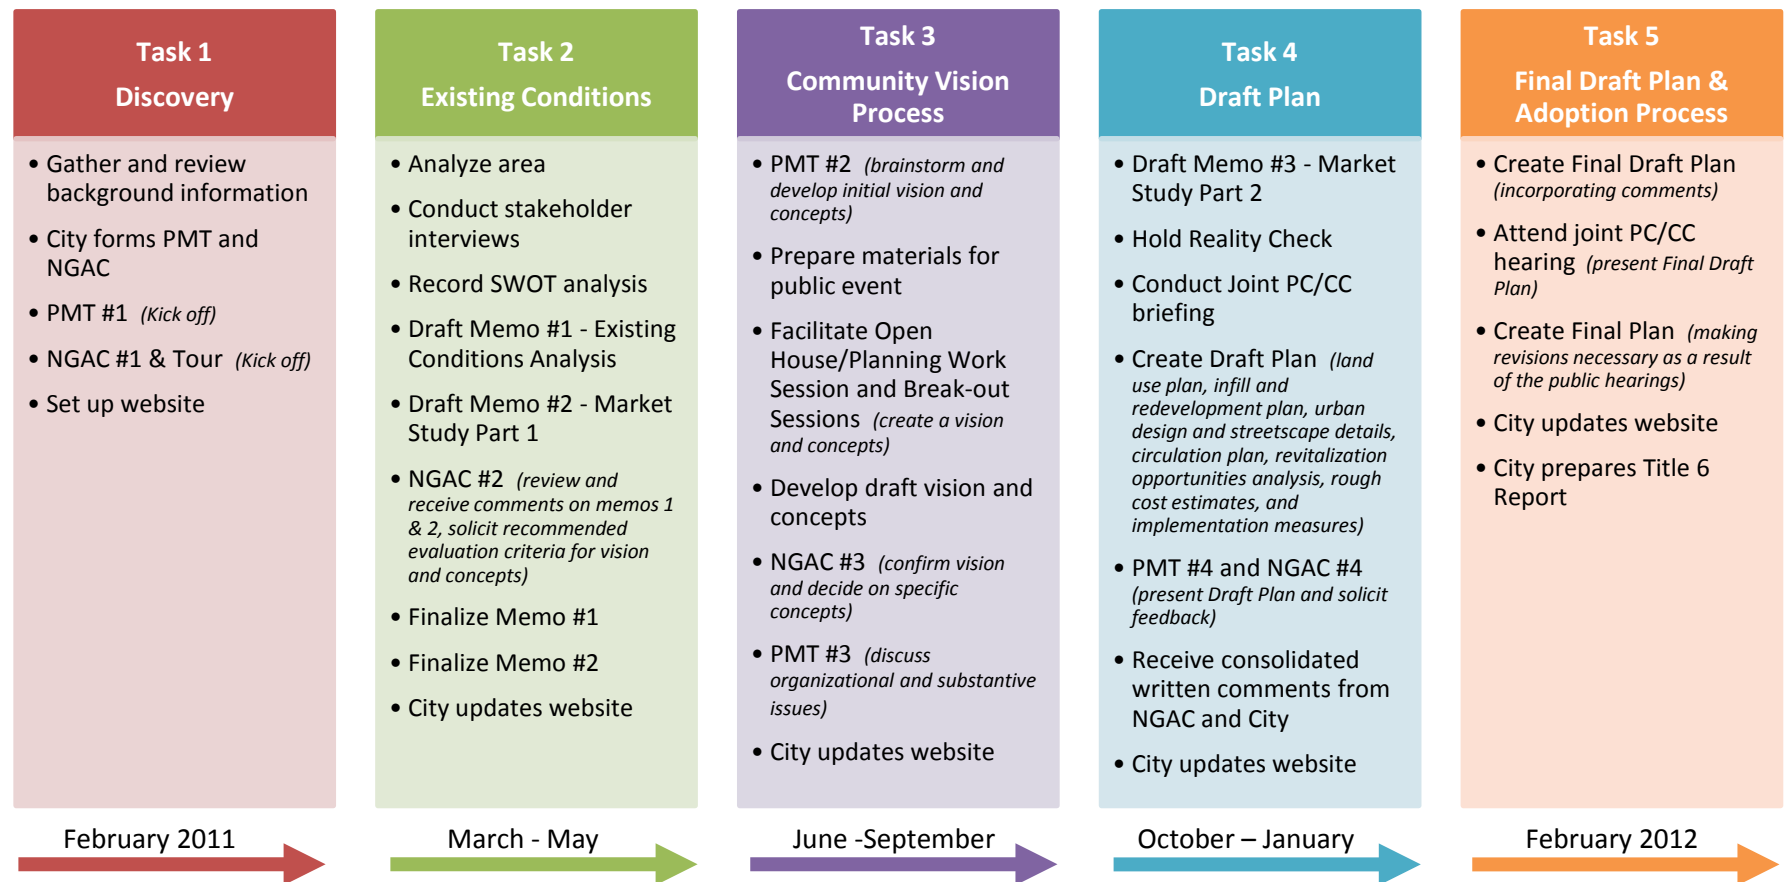 Task 1
Discovery
• Gather and review
background information
• City forms PMT and
NGAC
• PMT #1 (Kick off)
• NGAC #1 & Tour (Kick off)
• Set up website
February 2011
Task 2
Existing Conditions
• Analyze area
• Conduct stakeholder
interviews
• Record SWOT analysis
• Draft Memo #1 - Existing
Conditions Analysis
• Draft Memo #2 - Market
Study Part 1
• NGAC #2 (review and
receive comments on memos 1
& 2, solicit recommended
evaluation criteria for vision
and concepts)
• Finalize Memo #1
• Finalize Memo #2
• City updates website
March - May
Task 3
Community Vision
Process
• PMT #2 (brainstorm and
develop initial vision and
concepts)
• Prepare materials for
public event
• Facilitate Open
House/Planning Work
Session and Break-out
Sessions (create a vision
and concepts)
• Develop draft vision and
concepts
• NGAC #3 (confirm vision
and decide on specific
concepts)
• PMT #3 (discuss
organizational and substantive
issues)
• City updates website
June -September
Task 4
Draft Plan
• Draft Memo #3 - Market
Study Part 2
• Hold Reality Check
• Conduct Joint PC/CC
briefing
• Create Draft Plan (land
use plan, infill and
redevelopment plan, urban
design and streetscape details,
circulation plan, revitalization
opportunities analysis, rough
cost estimates, and
implementation measures)
• PMT #4 and NGAC #4
(present Draft Plan and solicit
feedback)
• Receive consolidated
written comments from
NGAC and City
• City updates website
October – January
Task 5
Final Draft Plan &
Adoption Process
• Create Final Draft Plan
(incorporating comments)
• Attend joint PC/CC
hearing (present Final Draft
Plan)
• Create Final Plan (making
revisions necessary as a result
of the public hearings)
• City updates website
• City prepares Title 6
Report
February 2012